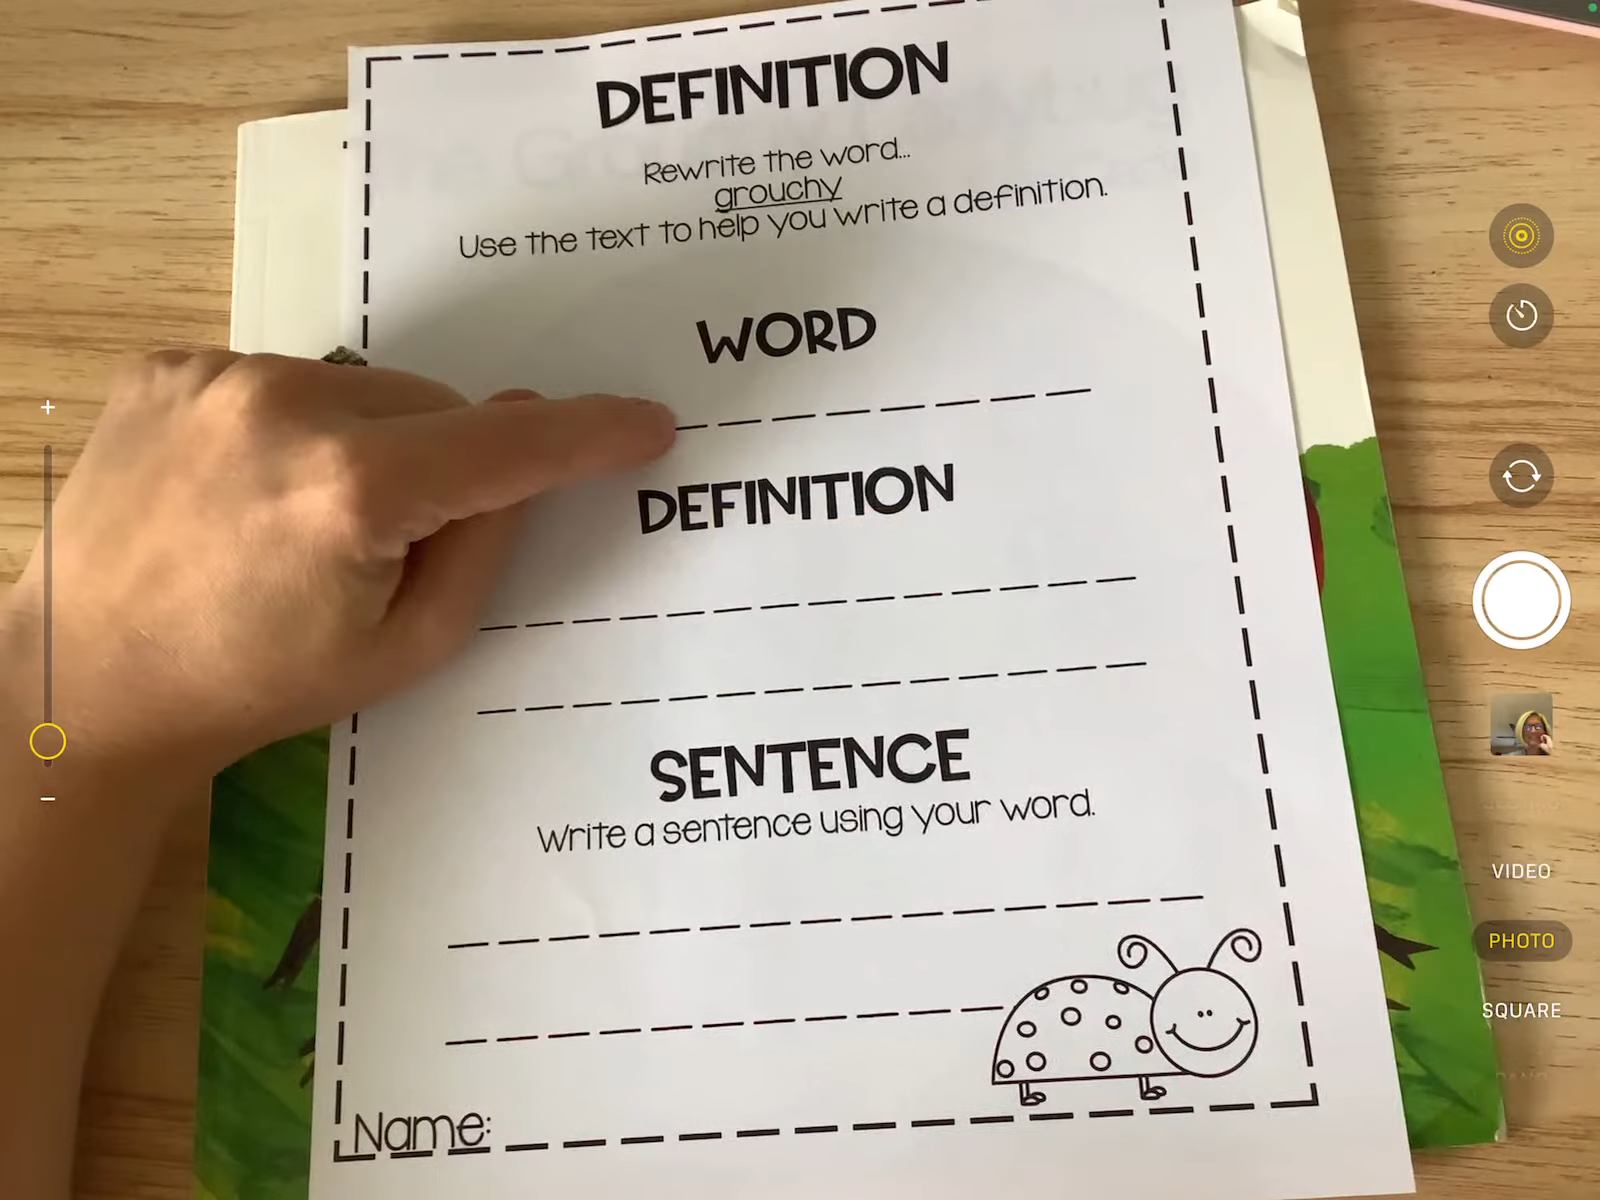 DEFINITION
Rewrite the word...
grouchy
Use the text to help you write a definition.
WORD
DEFINITION
SENTENCE
Write a sentence using your word.
Name:
VIDEO
PHOTO
SQUARE